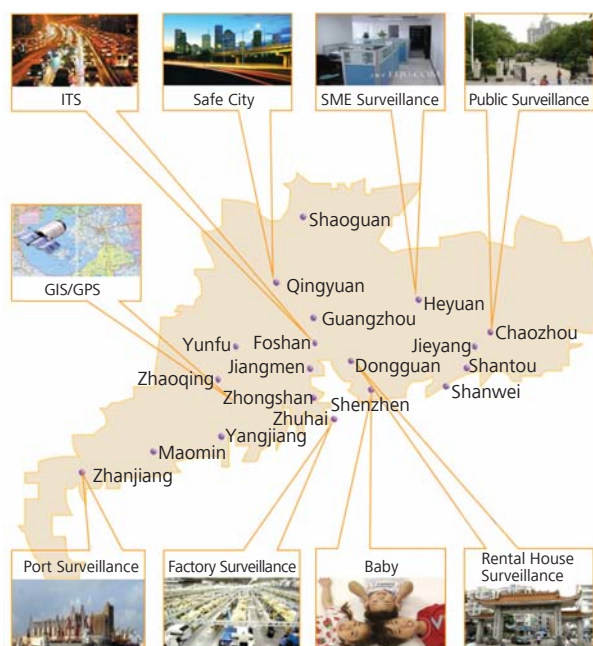 ITS
Safe City
SME Surveillance
Public Surveillance
GIS/GPS
Shaoguan
Qingyuan
Heyuan
Guangzhou
Chaozhou
Yunfu
Foshan
Jieyang
Jiangmen
Dongguan
Shantou
Zhaoqing
Zhongshan
Shenzhen
Shanwei
Zhuhai
Yangjiang
Maomin
Zhanjiang
Port Surveillance
Factory Surveillance
Baby
Rental House
Surveillance